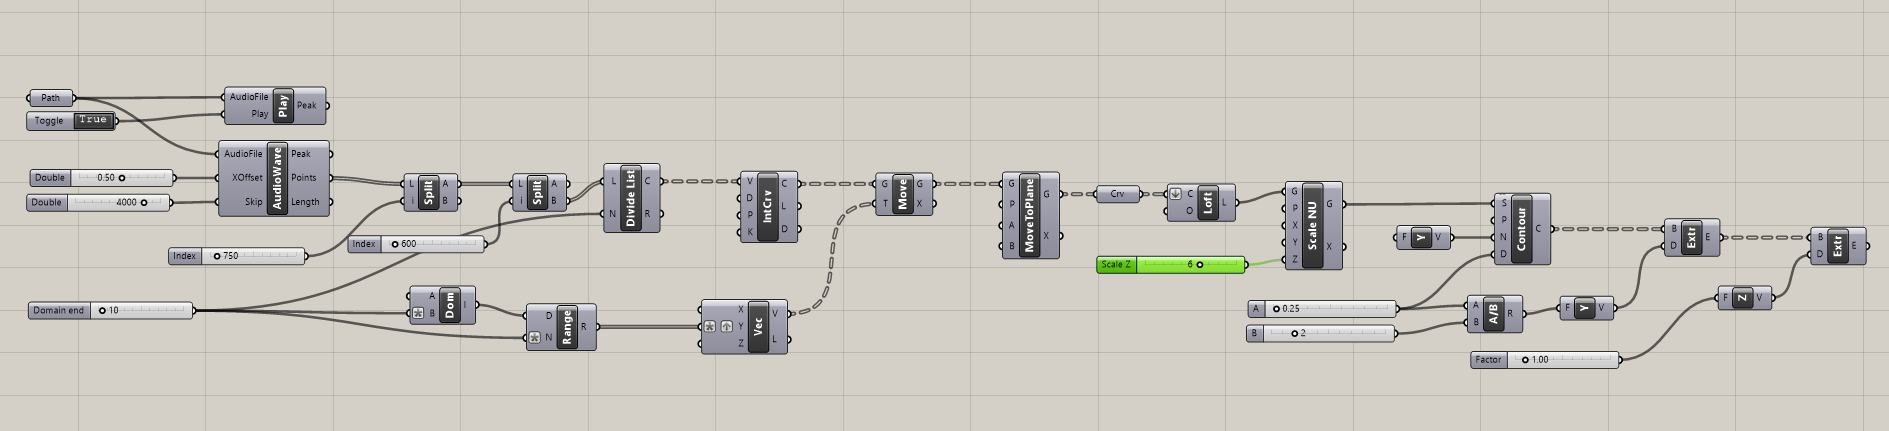 Path
Toggle True
AudioFile
Play
Play
Peak
AudioFile
XOffset
Skip
AudioWave
Peak
Points
Length
Double 0.50
Double 4000
Index 750
Index 600
Domain end 10
L
i
Split
A
B
L
i
Split
A
B
L
N
Divide List
C
R
V
D
P
K
IntCrv
C
L
D
A
B
Dom
I
D
N
Range
R
X
Y
Z
Vec
V
L
G
T
Move
G
X
G
P
A
B
MoveToPlane
G
X
Crv
C
O
Loft
L
Scale Z 6
G
P
X
Y
Z
Scale NU
G
X
F
Y
V
S
P
N
D
Contour
C
A 0.25
B 2
A
B
A/B
R
F
Y
V
Factor 1.00
B
D
Extr
E
F
Z
V
B
D
Extr
E